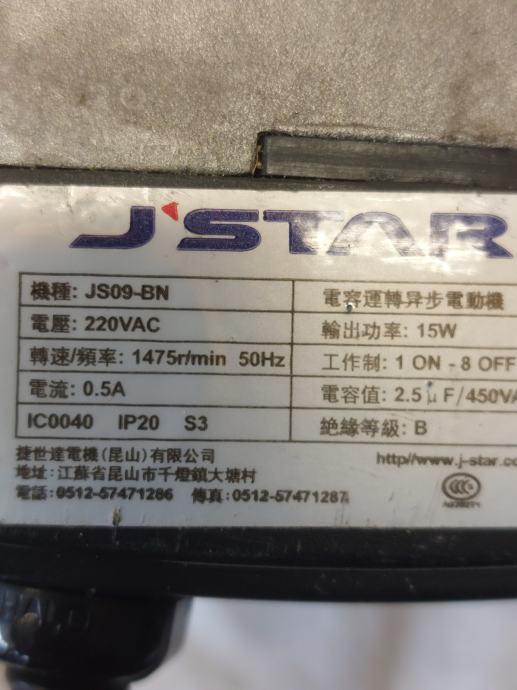 J'STAR
機種: JS09-BN
電容運轉异步電動機
電壓: 220VAC
輸出功率: 15W
轉速/頻率: 1475r/min 50Hz
工作制: 1 ON - 8 OFF
電流: 0.5A
電容值: 2.5μF/450VA
IC0040 IP20 S3
絶緣等級: B
捷世達電機(昆山)有限公司
http//www.j-star.co
地址: 江蘇省昆山市千燈鎮大塘村
電話: 0512-57471286 傳真: 0512-57471287